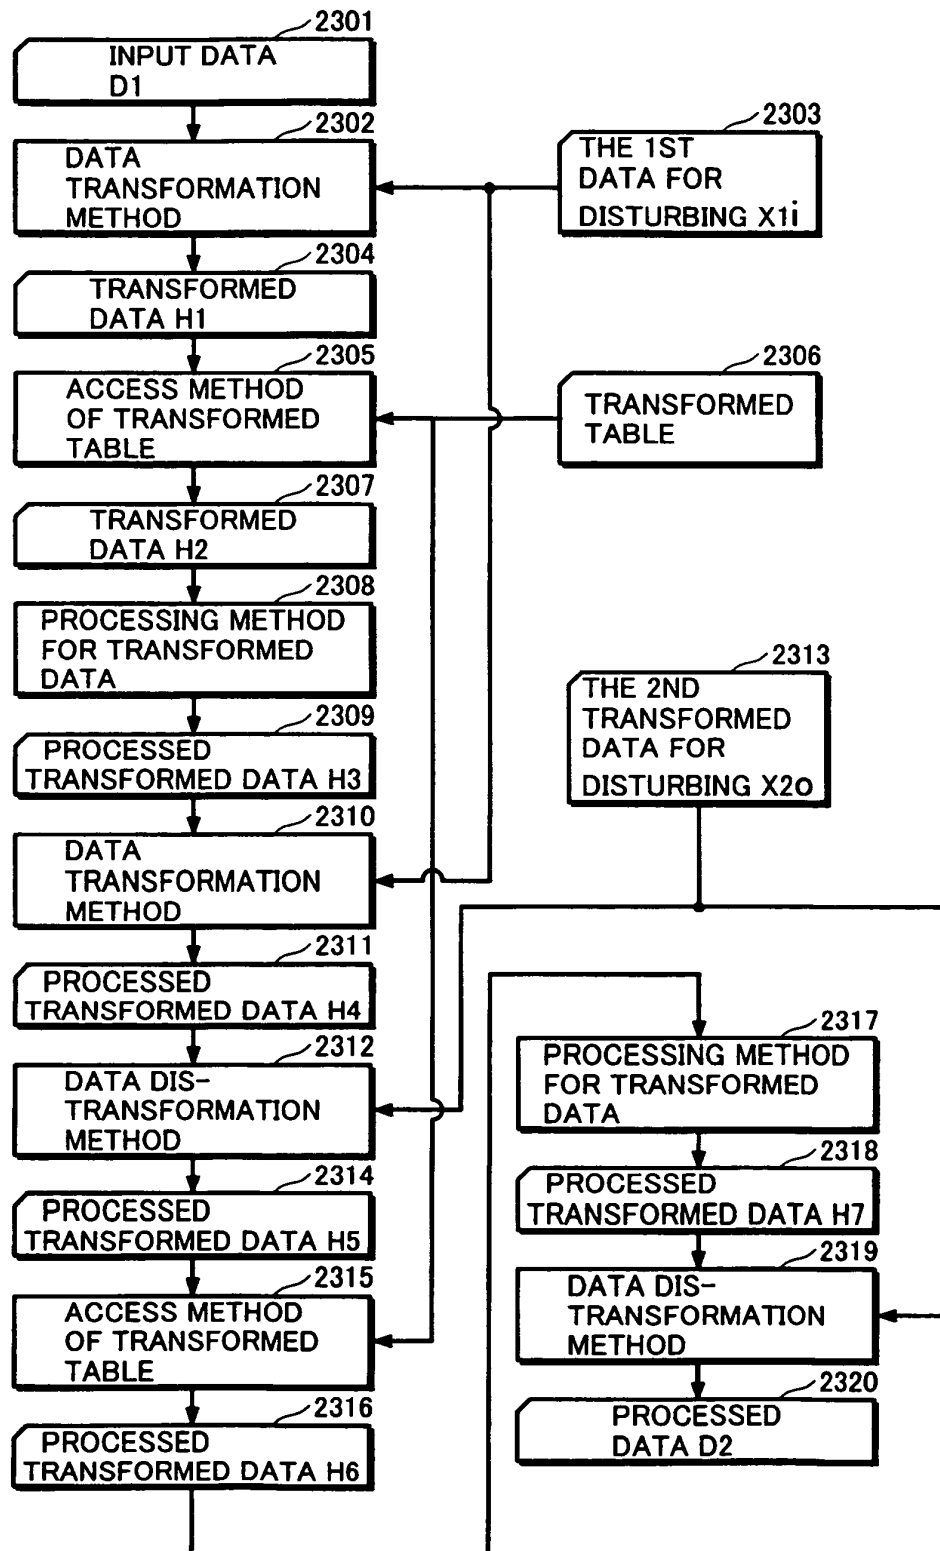 2301
INPUT DATA
D1
2302
DATA
TRANSFORMATION
METHOD
2303
THE 1ST
DATA FOR
DISTURBING X1i
2304
TRANSFORMED
DATA H1
2305
ACCESS METHOD
OF TRANSFORMED
TABLE
2306
TRANSFORMED
TABLE
2307
TRANSFORMED
DATA H2
2308
PROCESSING METHOD
FOR TRANSFORMED
DATA
2309
PROCESSED
TRANSFORMED DATA H3
2310
DATA
TRANSFORMATION
METHOD
2313
THE 2ND
TRANSFORMED
DATA FOR
DISTURBING X2o
2311
PROCESSED
TRANSFORMED DATA H4
2312
DATA DIS-
TRANSFORMATION
METHOD
2314
PROCESSED
TRANSFORMED DATA H5
2315
ACCESS METHOD
OF TRANSFORMED
TABLE
2316
PROCESSED
TRANSFORMED DATA H6
2317
PROCESSING METHOD
FOR TRANSFORMED
DATA
2318
PROCESSED
TRANSFORMED DATA H7
2319
DATA DIS-
TRANSFORMATION
METHOD
2320
PROCESSED
DATA D2